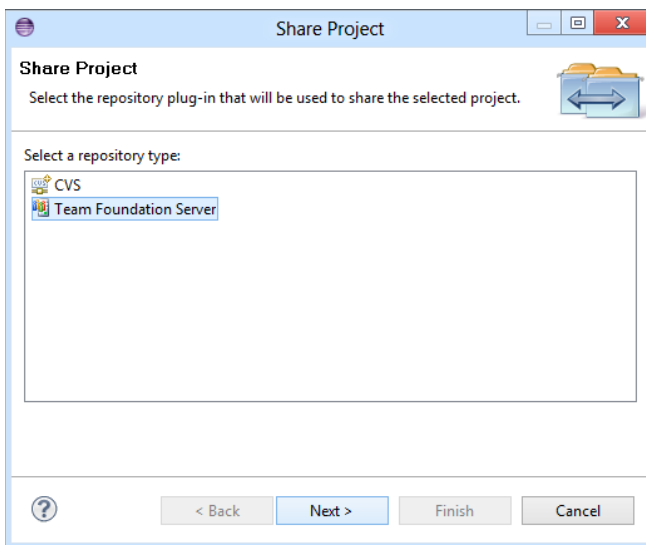 Share Project
Share Project
Select the repository plug-in that will be used to share the selected project.
Select a repository type:
CVS
Team Foundation Server
< Back Next > Finish Cancel